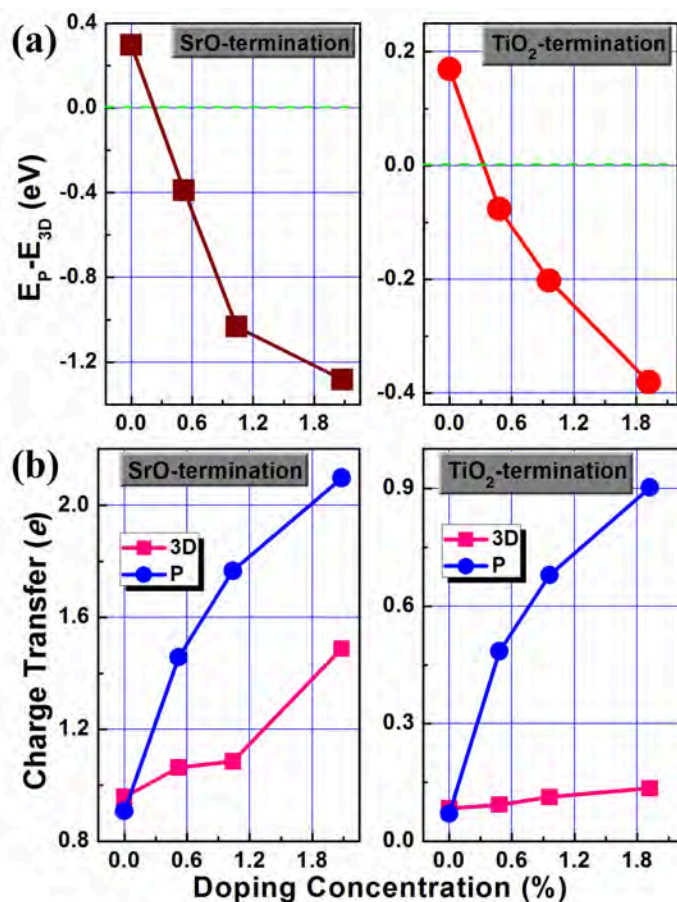 (a)
SrO-termination
TiO₂-termination
E_P-E_3D (eV)
0.4
0.0
-0.4
-0.8
-1.2
0.0 0.6 1.2 1.8
0.2
0.0
-0.2
-0.4
0.0 0.6 1.2 1.8
(b)
SrO-termination
TiO₂-termination
3D
P
3D
P
Charge Transfer (e)
2.0
1.6
1.2
0.8
0.0 0.6 1.2 1.8
0.9
0.6
0.3
0.0
0.0 0.6 1.2 1.8
Doping Concentration (%)